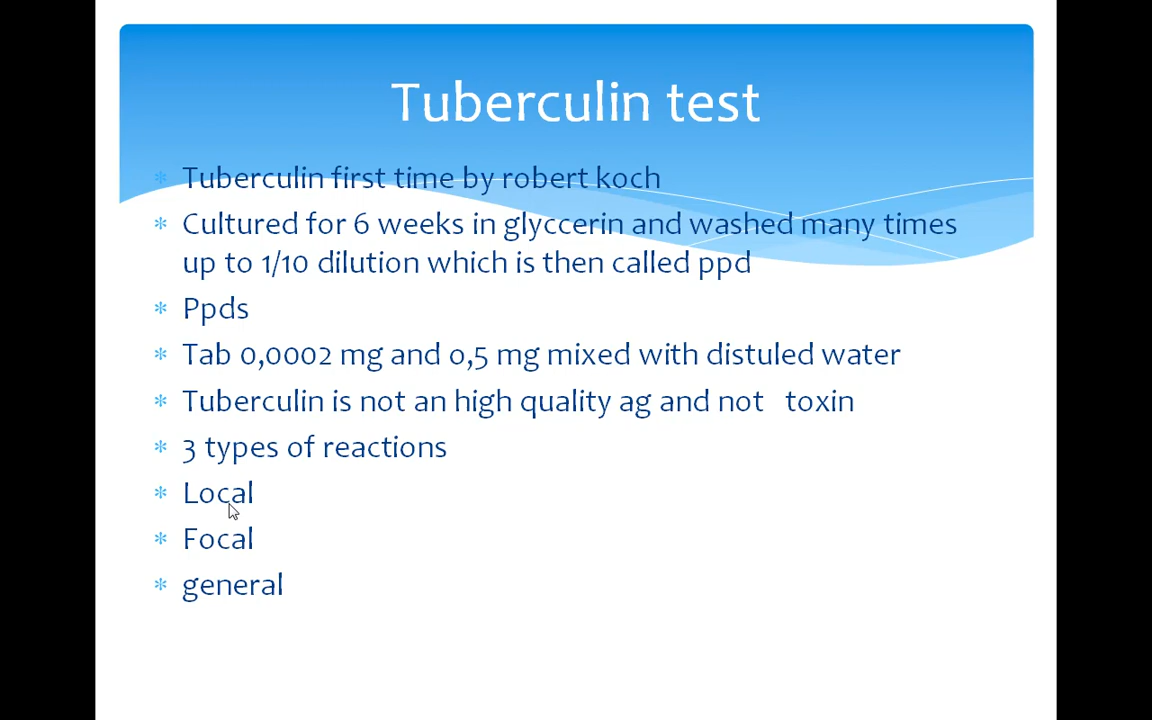 Tuberculin test
Tuberculin first time by robert koch
Cultured for 6 weeks in glyccerin and washed many times
up to 1/10 dilution which is then called ppd
Ppds
Tab 0,0002 mg and 0,5 mg mixed with distuled water
Tuberculin is not an high quality ag and not toxin
3 types of reactions
Local
Focal
general